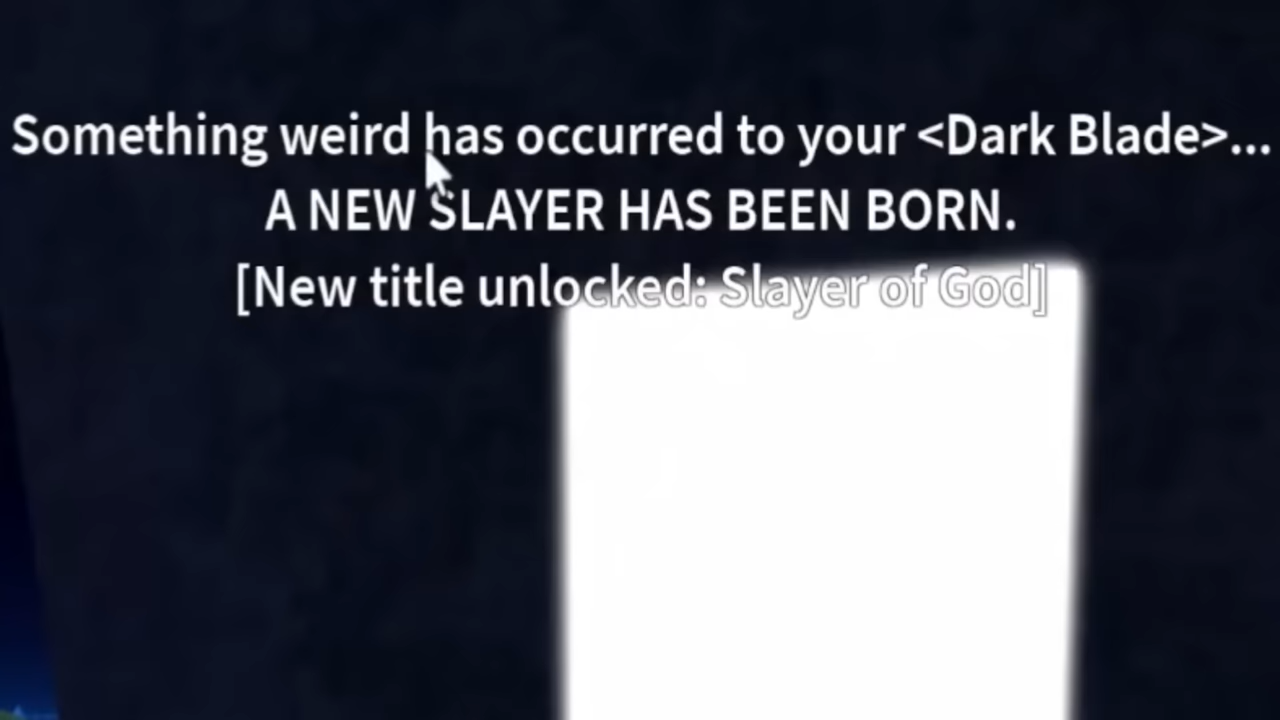 Something weird has occurred to your <Dark Blade>...
A NEW SLAYER HAS BEEN BORN.
[New title unlocked: Slayer of God]